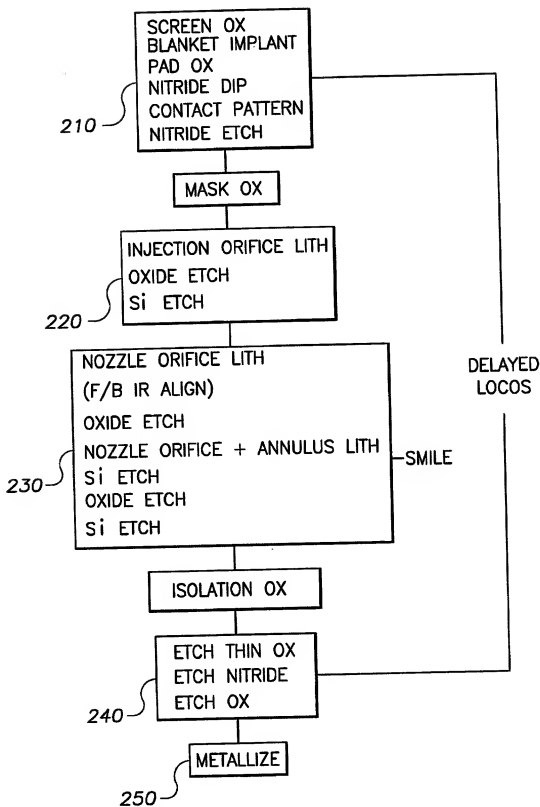 SCREEN OX
BLANKET IMPLANT
PAD OX
NITRIDE DIP
CONTACT PATTERN
NITRIDE ETCH
210
MASK OX
INJECTION ORIFICE LITH
OXIDE ETCH
Si ETCH
220
NOZZLE ORIFICE LITH
(F/B IR ALIGN)
OXIDE ETCH
NOZZLE ORIFICE + ANNULUS LITH
Si ETCH
OXIDE ETCH
Si ETCH
230
SMILE
DELAYED
LOCOS
ISOLATION OX
ETCH THIN OX
ETCH NITRIDE
ETCH OX
240
METALLIZE
250